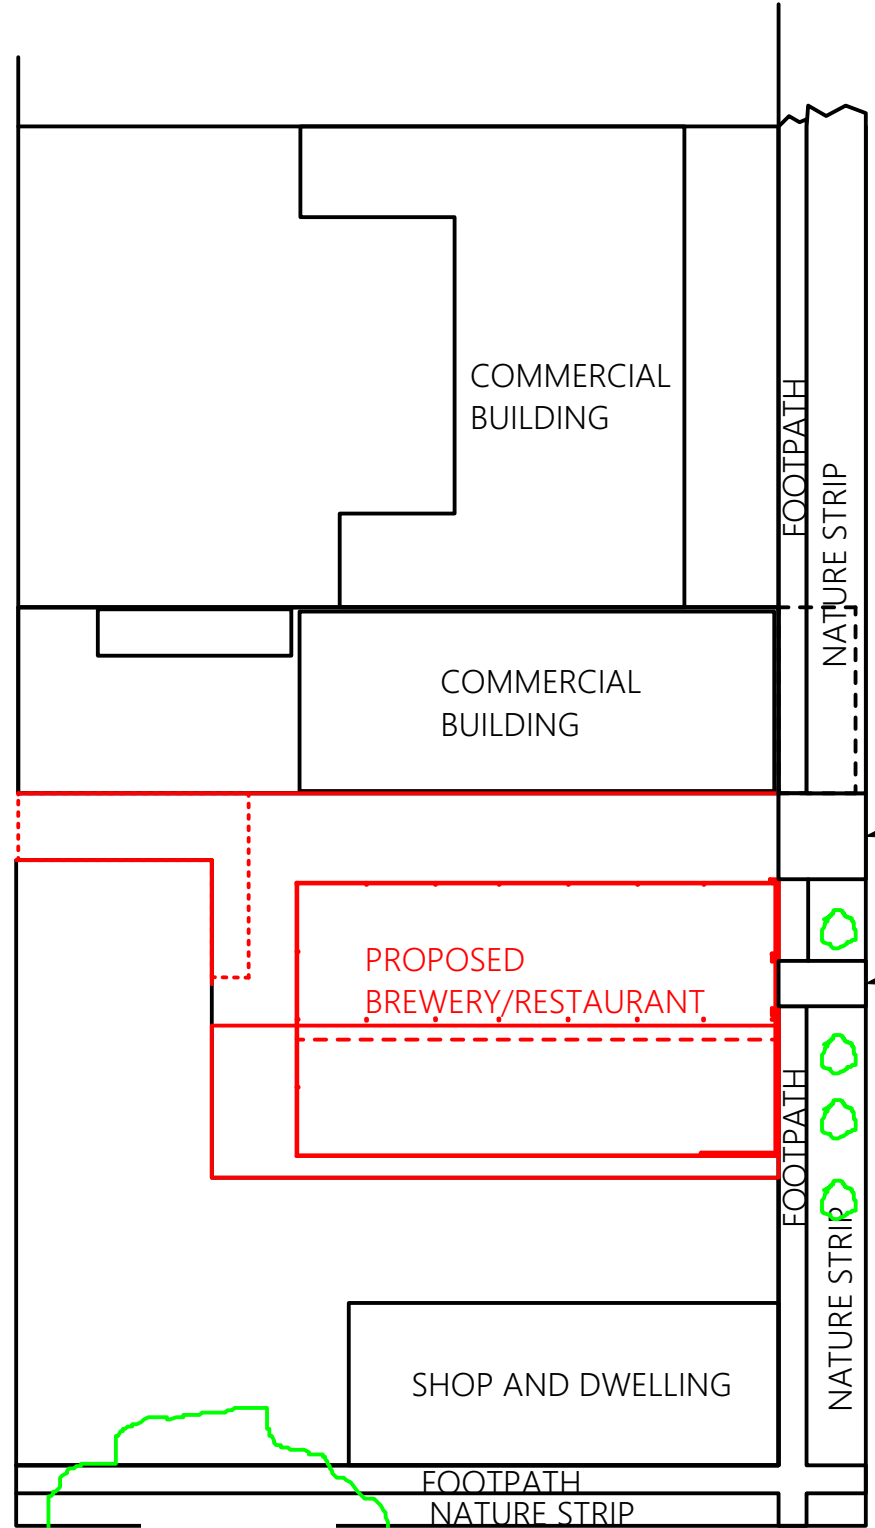 COMMERCIAL
BUILDING
FOOTPATH
NATURE STRIP
COMMERCIAL
BUILDING
PROPOSED
BREWERY/RESTAURANT
FOOTPATH
NATURE STRIP
SHOP AND DWELLING
FOOTPATH
NATURE STRIP